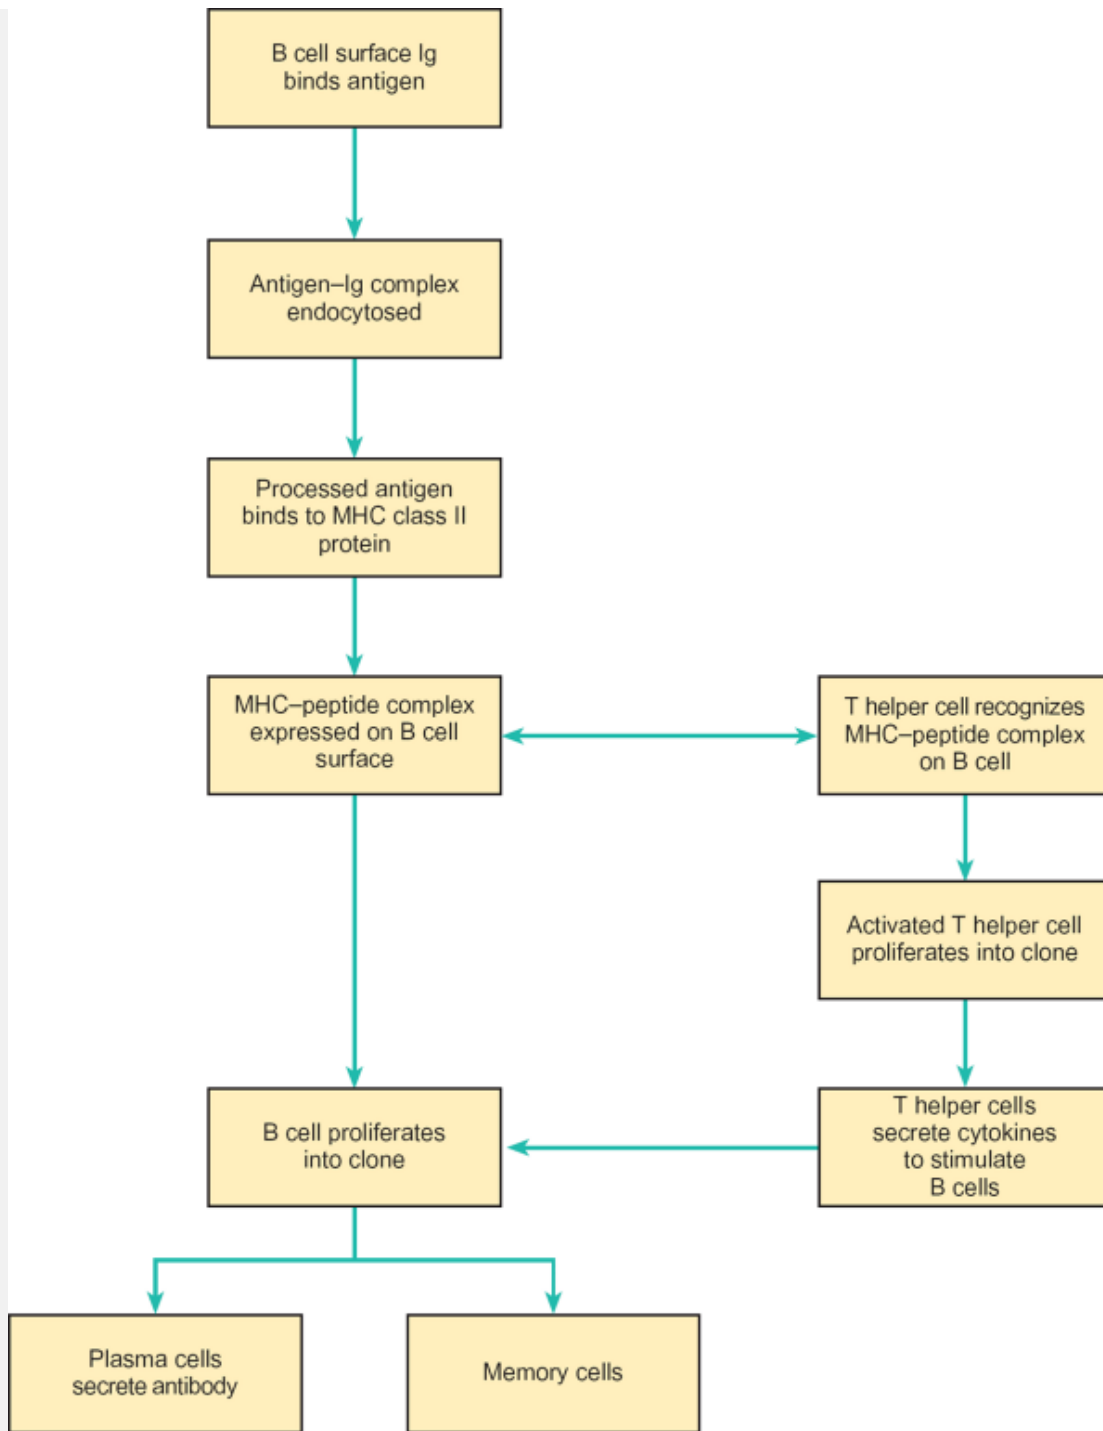 B cell surface Ig
binds antigen
Antigen–Ig complex
endocytosed
Processed antigen
binds to MHC class II
protein
MHC–peptide complex
expressed on B cell
surface
T helper cell recognizes
MHC–peptide complex
on B cell
Activated T helper cell
proliferates into clone
B cell proliferates
into clone
T helper cells
secrete cytokines
to stimulate
B cells
Plasma cells
secrete antibody
Memory cells